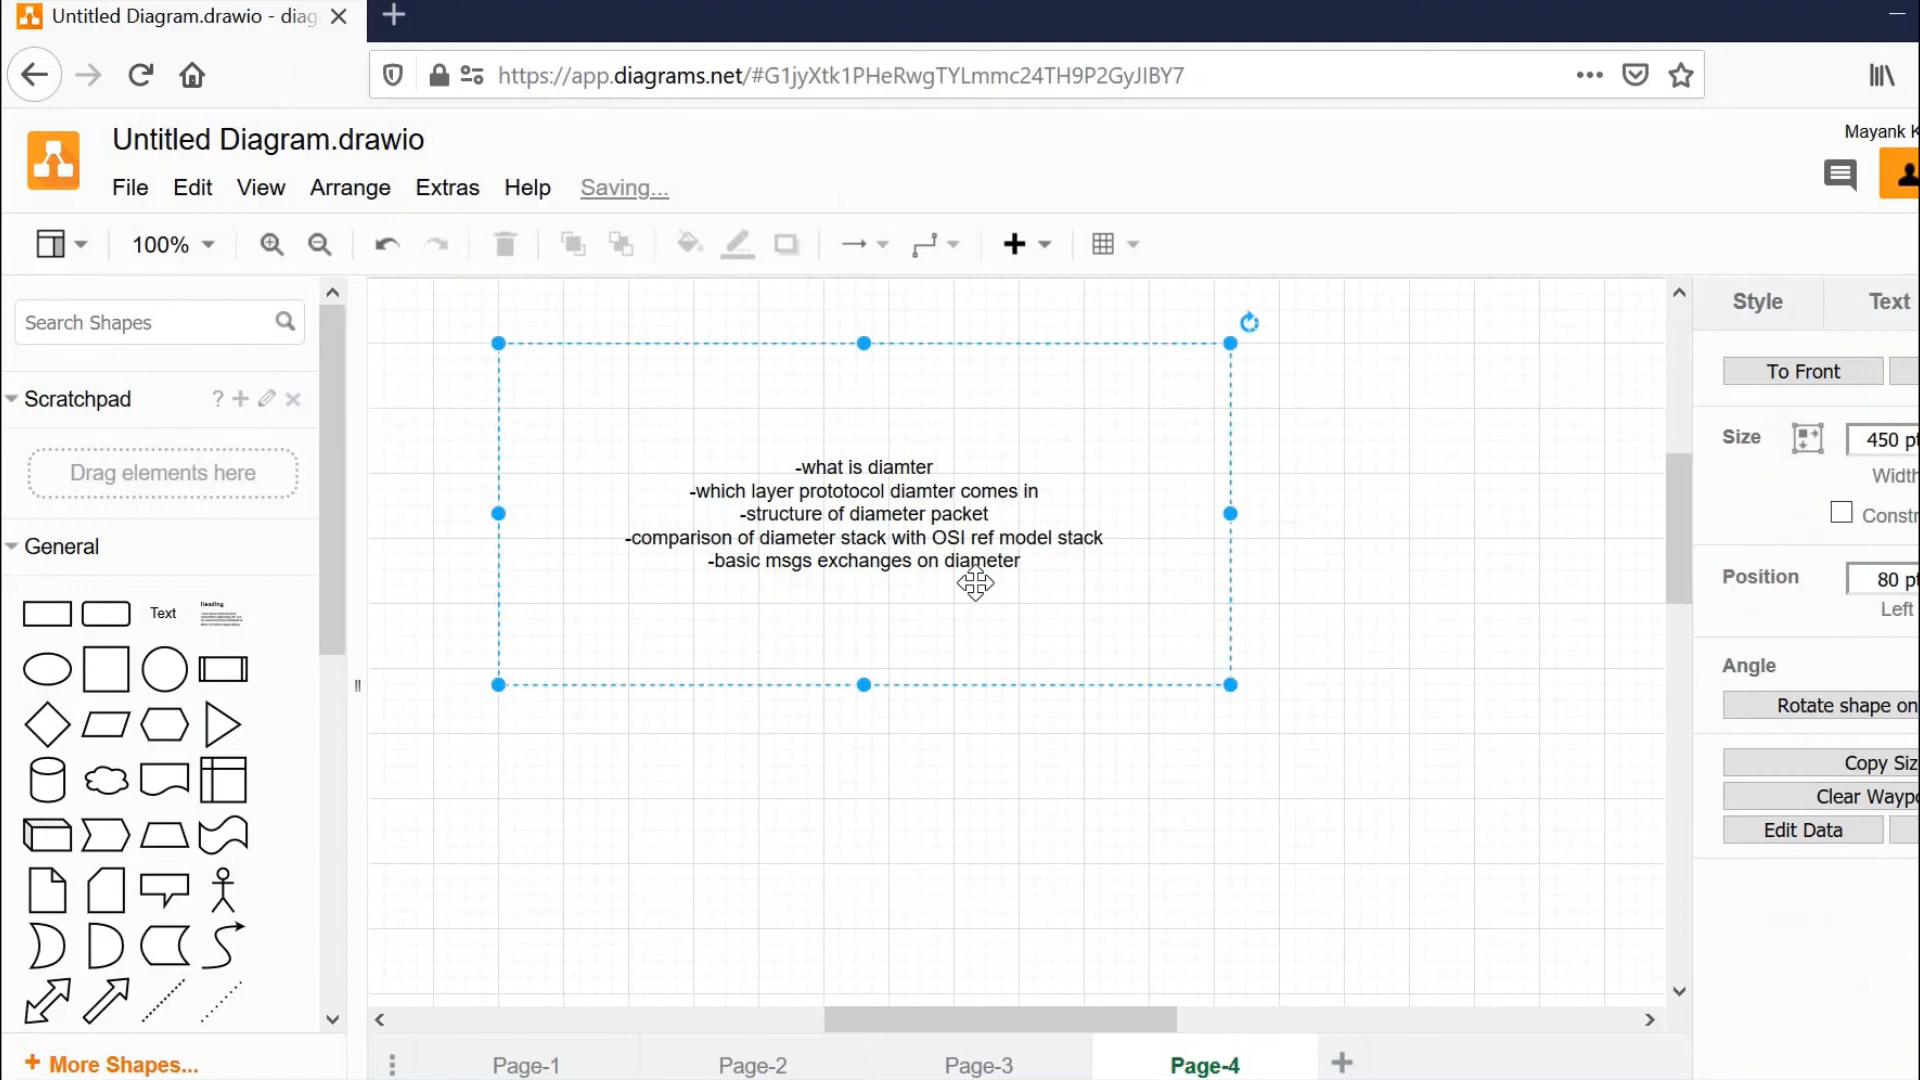 Untitled Diagram.drawio - diag
https://app.diagrams.net/#G1jyXtk1PHeRwgTYLmmc24TH9P2GyJIBY7
Untitled Diagram.drawio
Mayank K
File Edit View Arrange Extras Help Saving...
100%
Search Shapes
Scratchpad
?
Drag elements here
General
Text
Heading
More Shapes...
-what is diamter
-which layer prototocol diamter comes in
-structure of diameter packet
-comparison of diameter stack with OSI ref model stack
-basic msgs exchanges on diameter
Style Text
To Front
Size 450 pt
Width
Constr
Position 80 pt
Left
Angle
Rotate shape on
Copy Siz
Clear Waypo
Edit Data
Page-1 Page-2 Page-3 Page-4